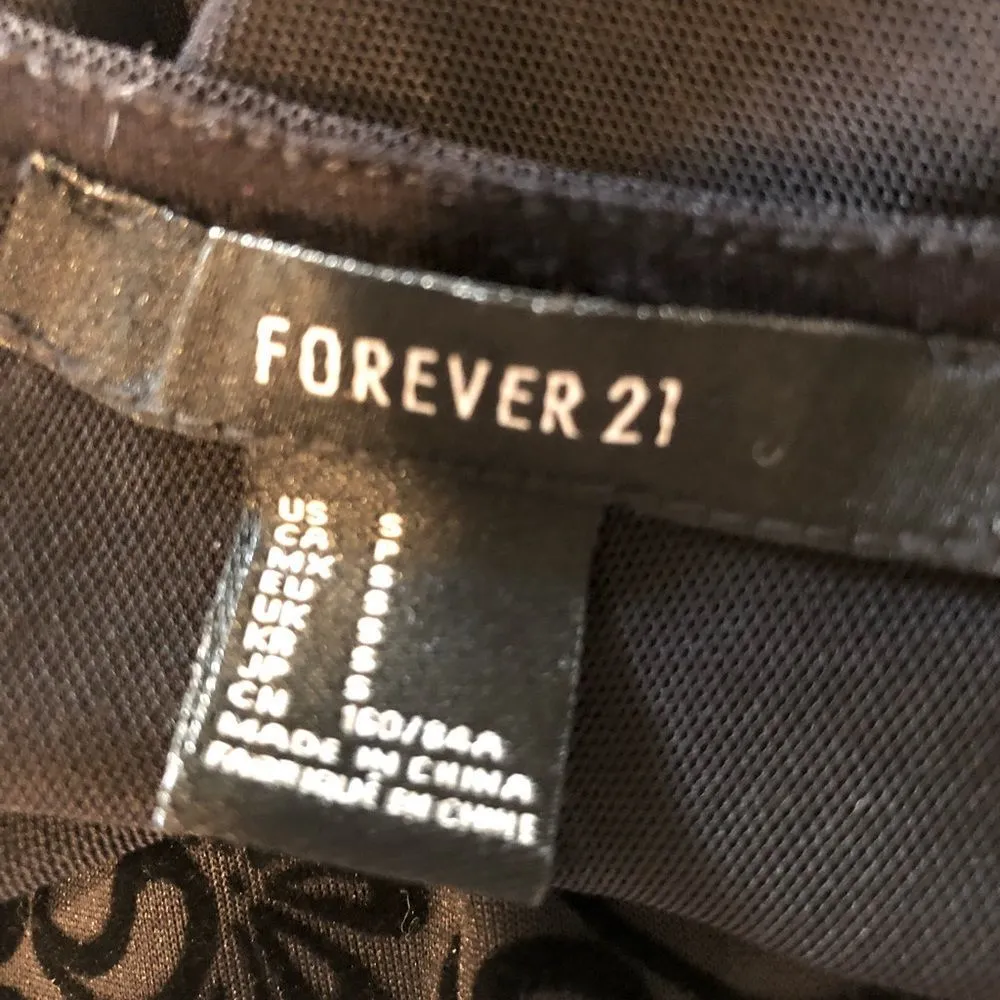 FOREVER 21
US S
CA P
MX S
EU S
UK S
KR S
JP S
CN 160/84A
MADE IN CHINA
FABRIQUÉ EN CHINE